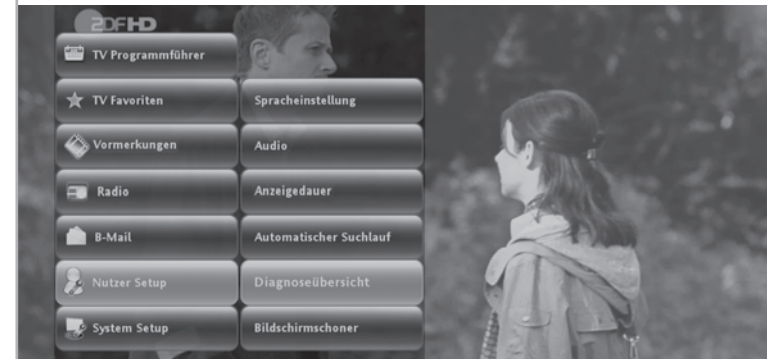 ZDF HD
TV Programmführer
TV Favoriten
Vormerkungen
Radio
B-Mail
Nutzer Setup
System Setup
Spracheinstellung
Audio
Anzeigedauer
Automatischer Suchlauf
Diagnoseübersicht
Bildschirmschoner